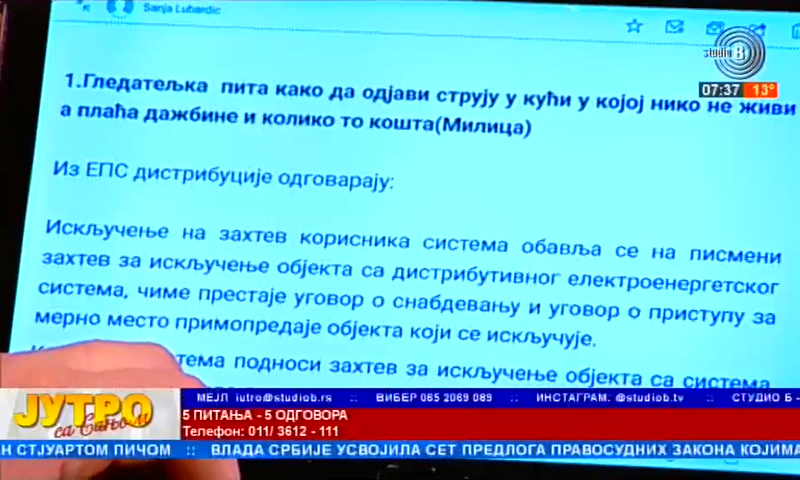 Sanja Lubardic
studio B
07:37 13°
1.Гледатељка пита како да одјави струју у кући у којој нико не живи
а плаћа дажбине и колико то кошта(Милица)
Из ЕПС дистрибуције одговарају:
Искључење на захтев корисника система обавља се на писмени
захтев за искључење објекта са дистрибутивног електроенергетског
система, чиме престаје уговор о снабдевању и уговор о приступу за
мерно место примопредаје објекта који се искључује.
подноси захтев за искључење објекта са система
ЈУТРО
са Сањом
МЕЈЛ jutro@studiob.rs :: ВИБЕР 065 2069 089 :: ИНСТАГРАМ: @studiob.tv :: СТУДИО Б -
5 ПИТАЊА - 5 ОДГОВОРА
Телефон: 011/ 3612 - 111
АН СТЈУАРТОМ ПИЧОМ :: ВЛАДА СРБИЈЕ УСВОЈИЛА СЕТ ПРЕДЛОГА ПРАВОСУДНИХ ЗАКОНА КОЈИМА